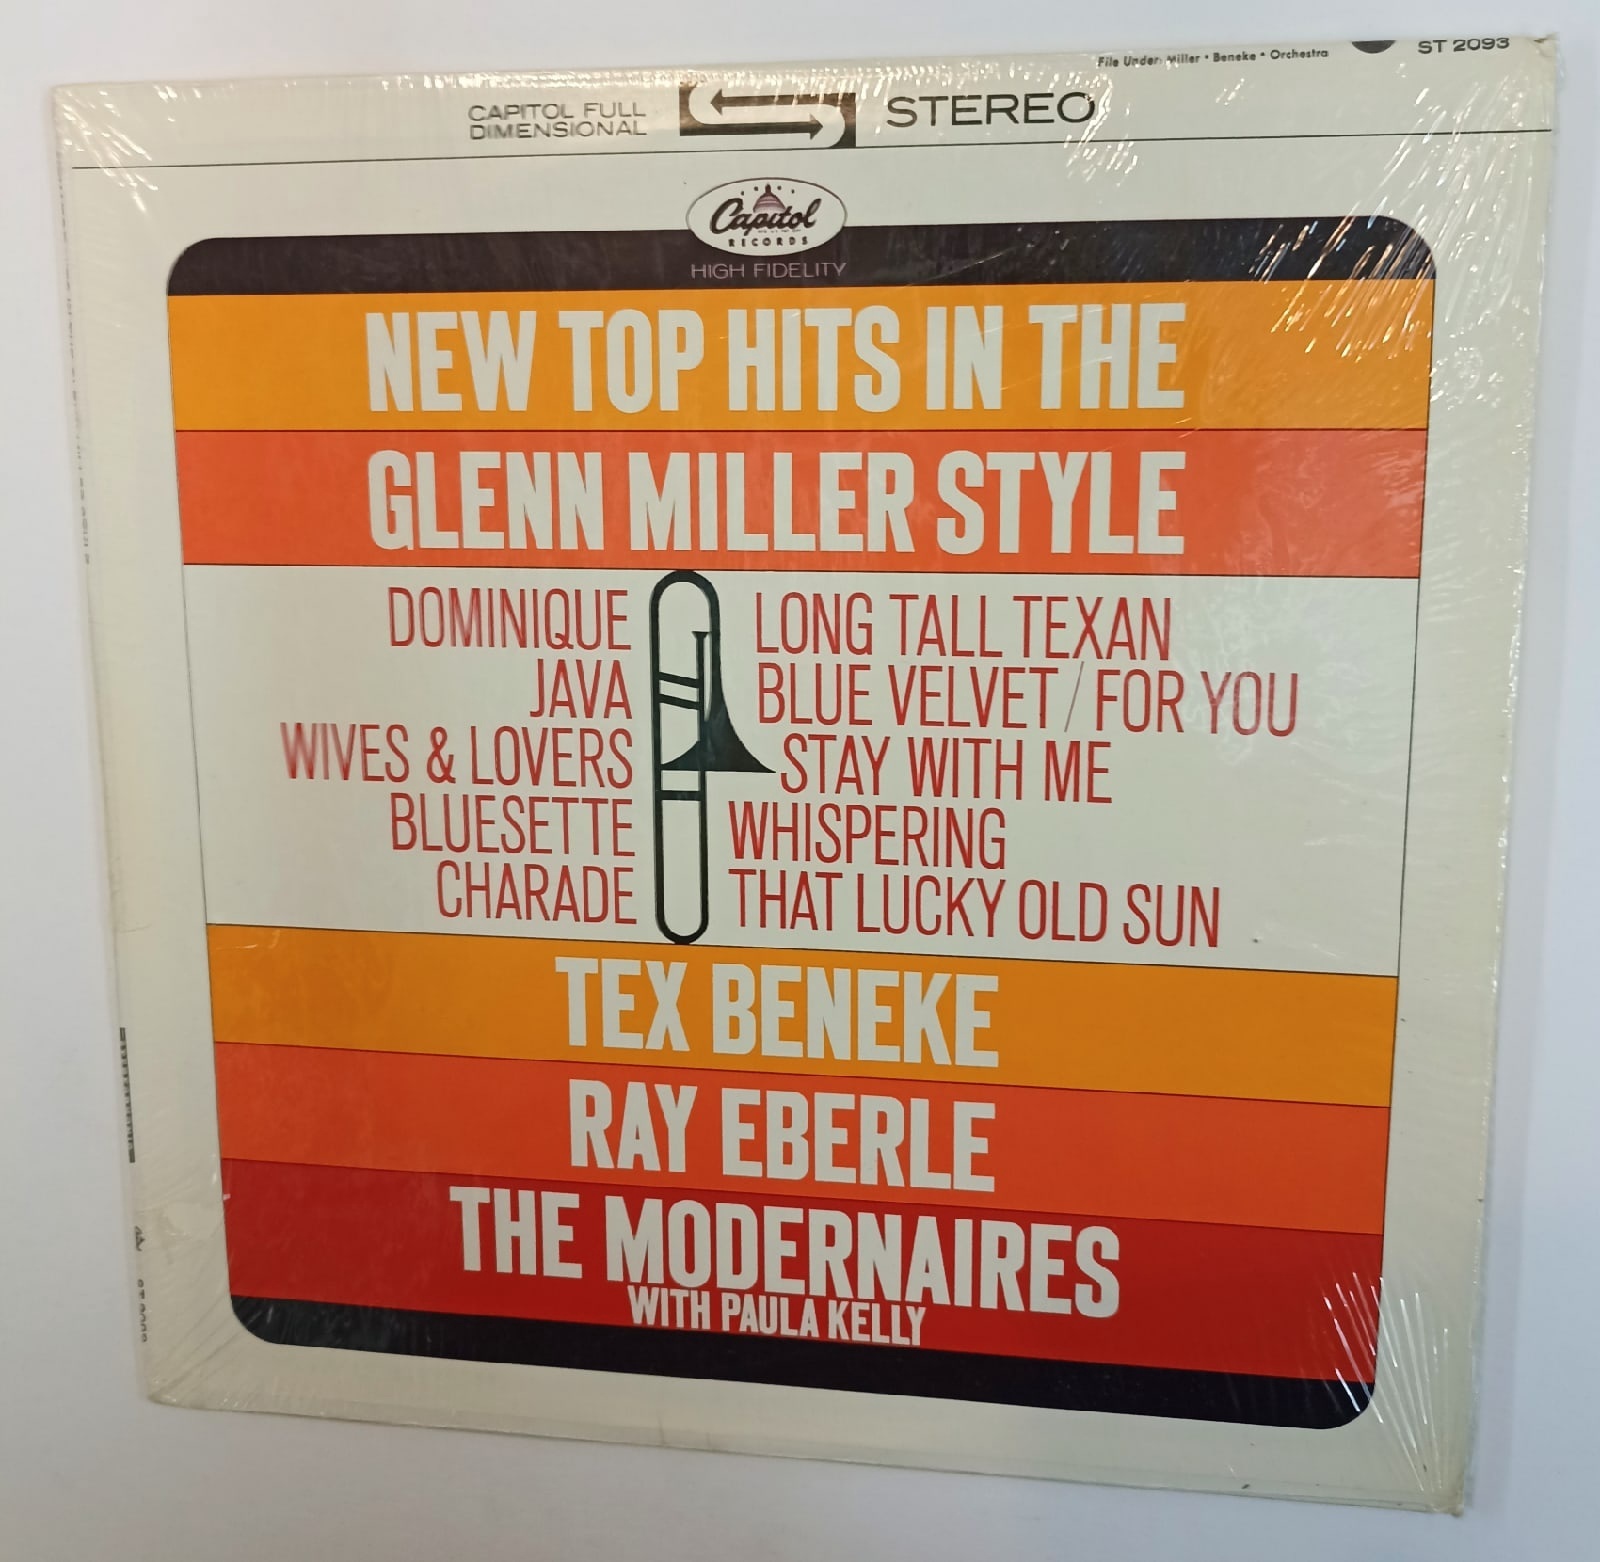 File Under: Miller • Beneke • Orchestra
ST 2093
CAPITOL FULL
DIMENSIONAL
STEREO
Capitol
RECORDS
HIGH FIDELITY
NEW TOP HITS IN THE
GLENN MILLER STYLE
DOMINIQUE
JAVA
WIVES & LOVERS
BLUESETTE
CHARADE
LONG TALL TEXAN
BLUE VELVET / FOR YOU
STAY WITH ME
WHISPERING
THAT LUCKY OLD SUN
TEX BENEKE
RAY EBERLE
THE MODERNAIRES
WITH PAULA KELLY